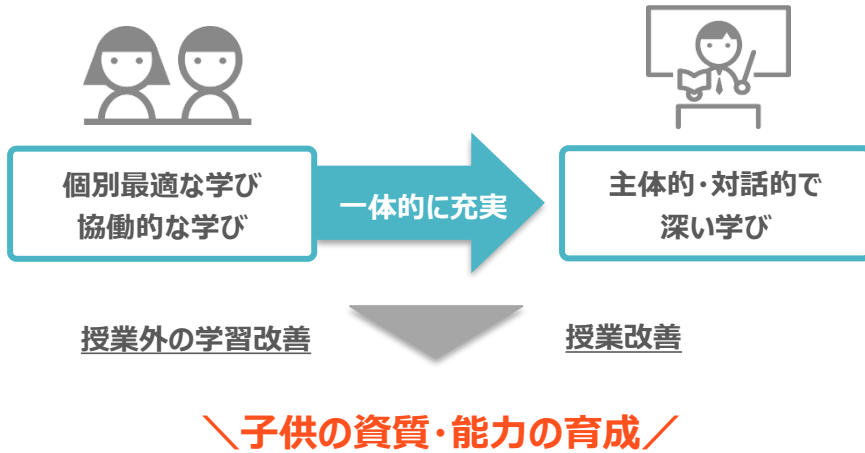 個別最適な学び
協働的な学び
一体的に充実
主体的・対話的で
深い学び
授業外の学習改善
授業改善
＼子供の資質・能力の育成／